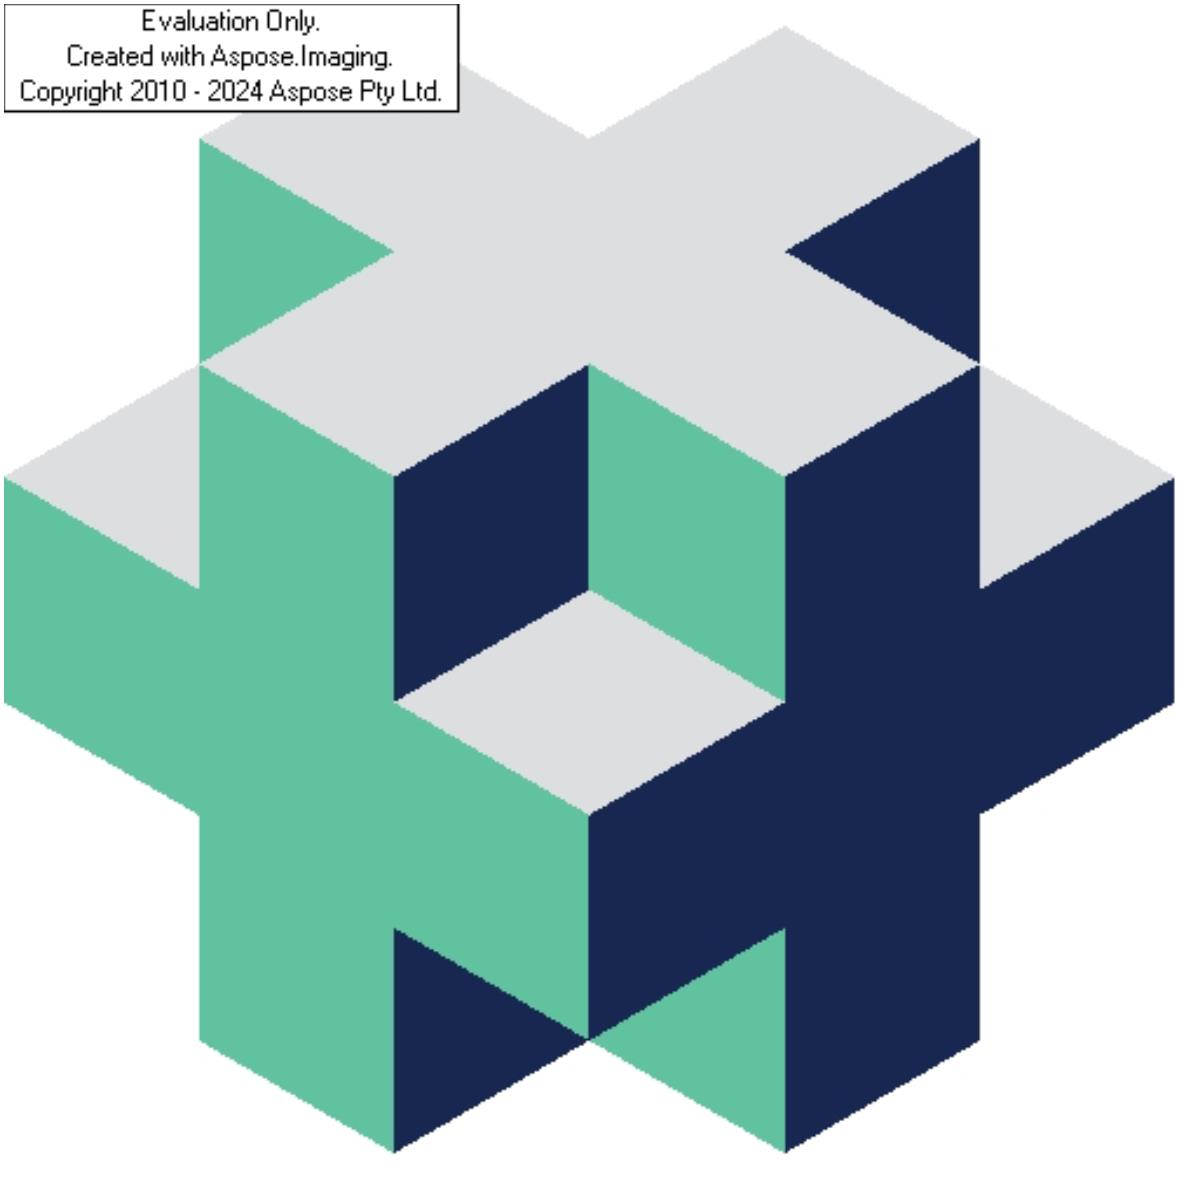 Evaluation Only.
Created with Aspose.Imaging.
Copyright 2010 - 2024 Aspose Pty Ltd.